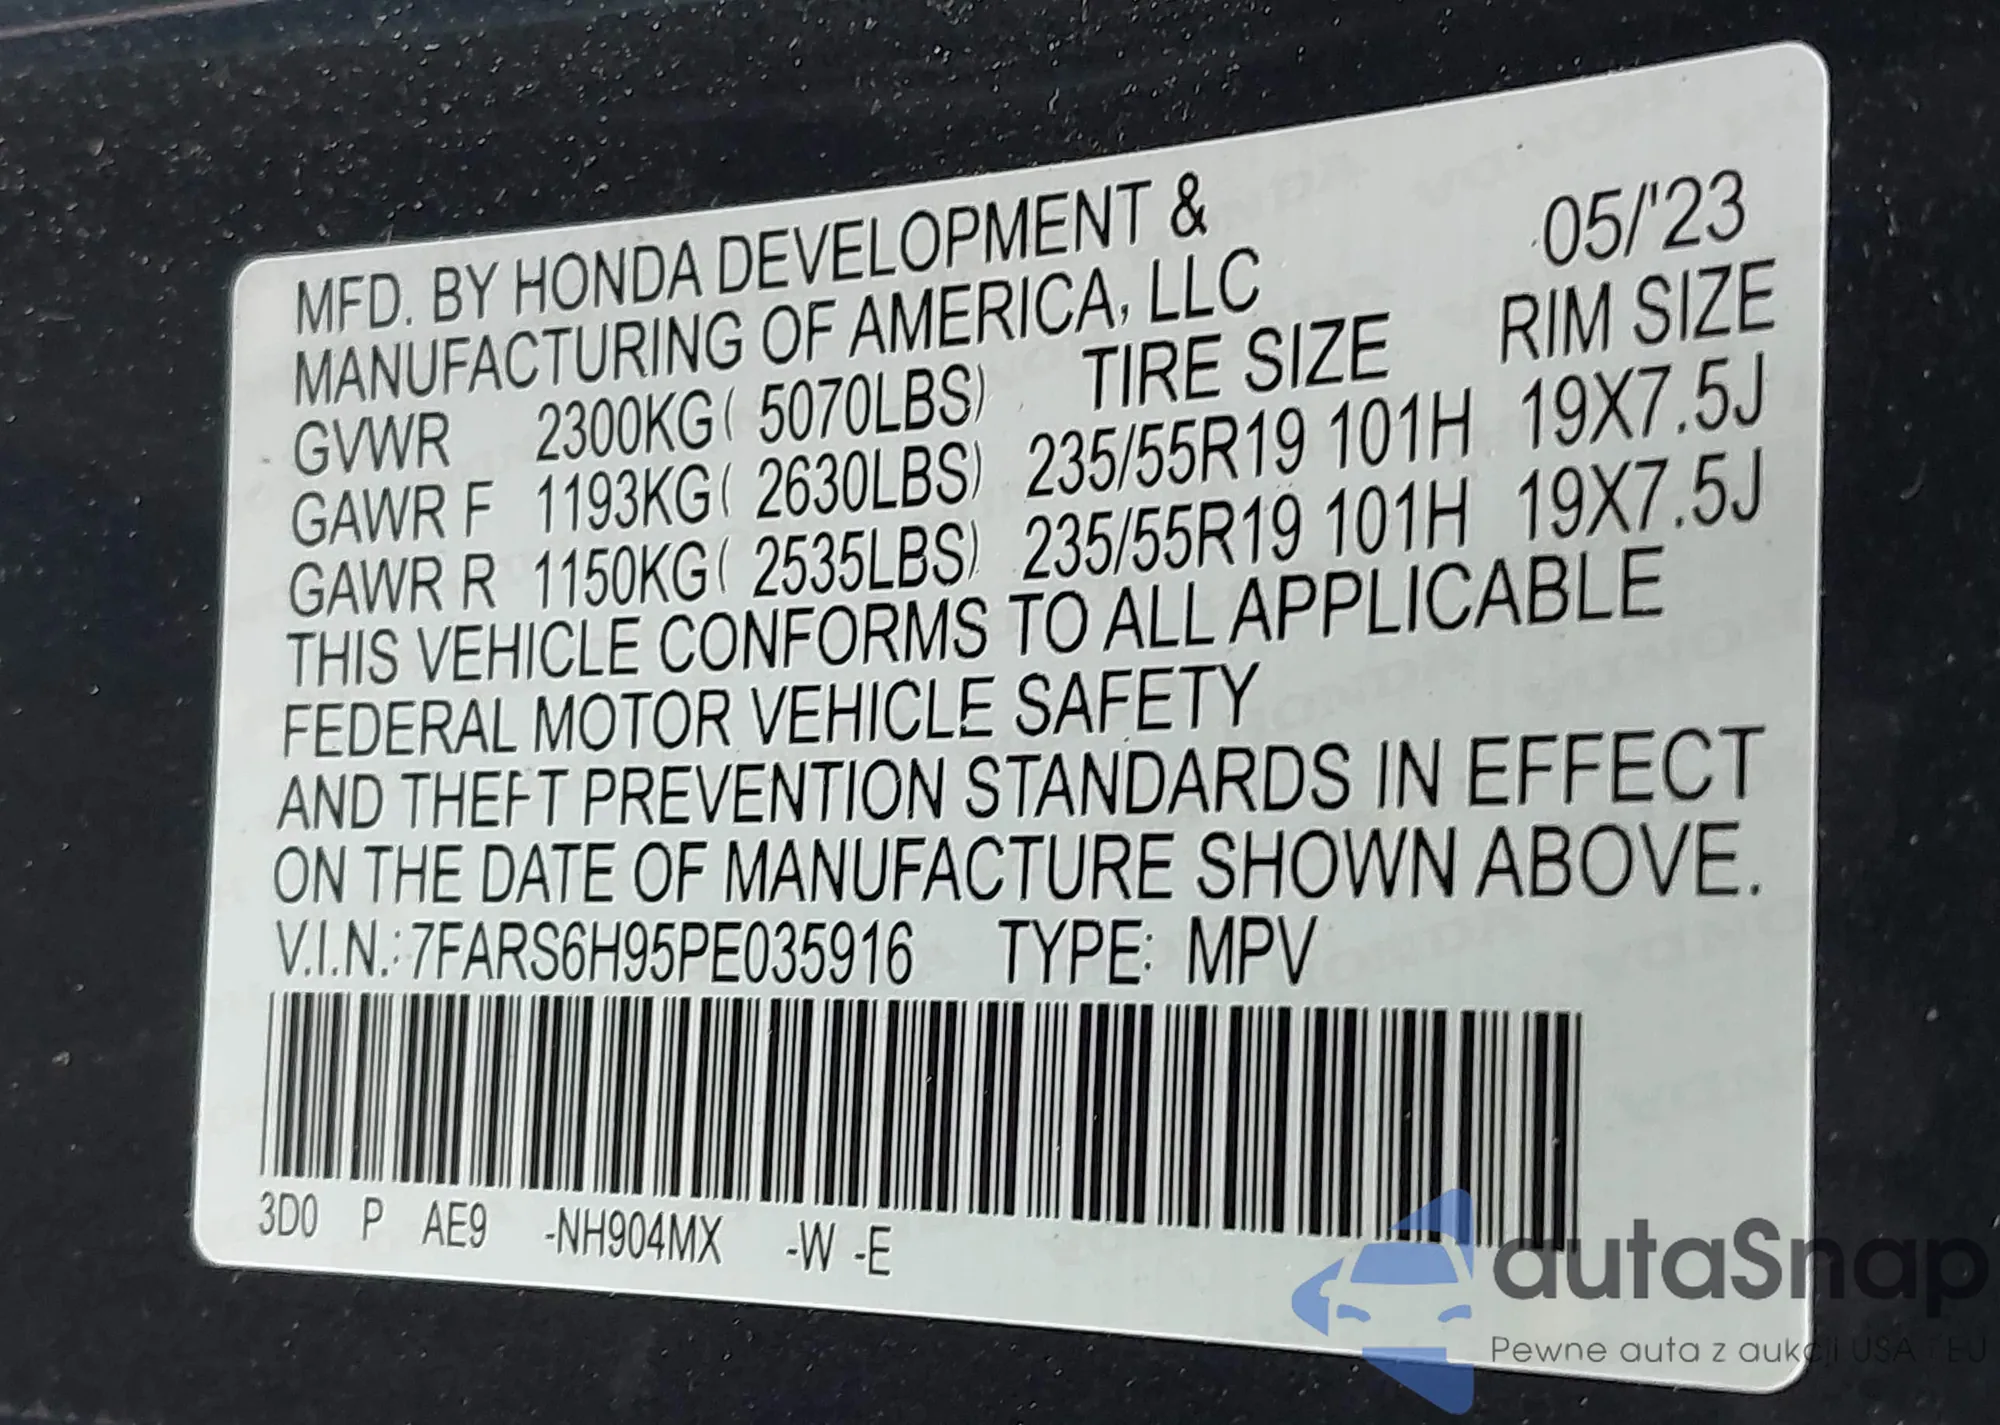 MFD. BY HONDA DEVELOPMENT & 05/'23
MANUFACTURING OF AMERICA, LLC
TIRE SIZE RIM SIZE
GVWR 2300KG( 5070LBS)
GAWR F 1193KG( 2630LBS) 235/55R19 101H 19X7.5J
GAWR R 1150KG( 2535LBS) 235/55R19 101H 19X7.5J
THIS VEHICLE CONFORMS TO ALL APPLICABLE
FEDERAL MOTOR VEHICLE SAFETY
AND THEFT PREVENTION STANDARDS IN EFFECT
ON THE DATE OF MANUFACTURE SHOWN ABOVE.
V.I.N.:7FARS6H95PE035916 TYPE: MPV
3D0 P AE9 -NH904MX -W -E
autaSnap
Pewne auta z aukcji USA i EU